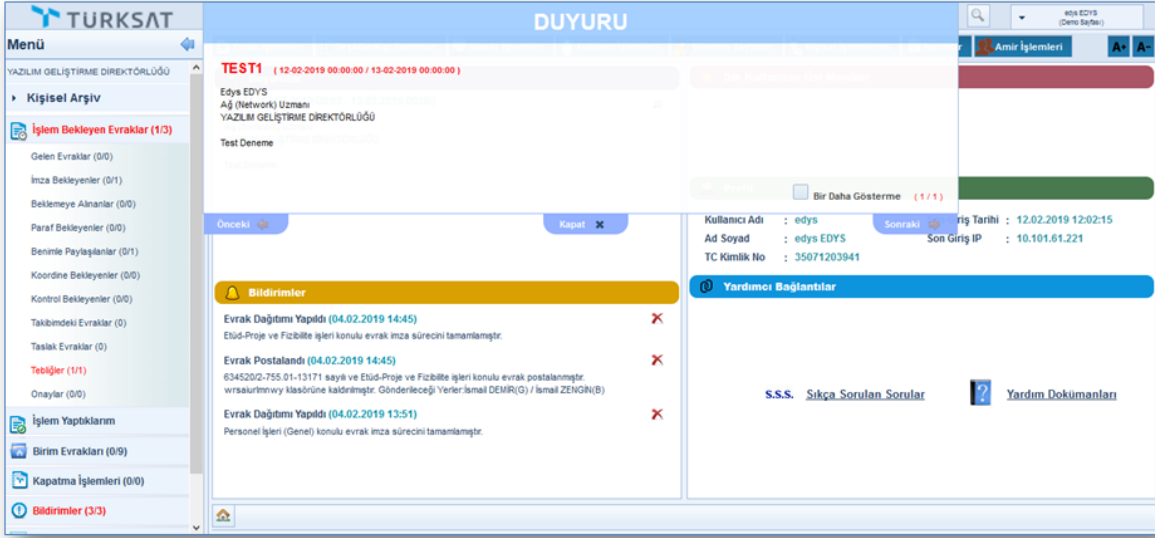 TÜRKSAT
Menü
YAZILIM GELİŞTİRME DİREKTÖRLÜĞÜ
Kişisel Arşiv
İşlem Bekleyen Evraklar (1/3)
Gelen Evraklar (0/0)
İmza Bekleyenler (0/1)
Beklemeye Alınanlar (0/0)
Paraf Bekleyenler (0/0)
Benimle Paylaşılanlar (0/1)
Koordine Bekleyenler (0/0)
Kontrol Bekleyenler (0/0)
Takibimdeki Evraklar (0)
Taslak Evraklar (0)
Tebliğler (1/1)
Onaylar (0/0)
İşlem Yaptıklarım
Birim Evrakları (0/9)
Kapatma İşlemleri (0/0)
Bildirimler (3/3)
DUYURU
TEST1 ( 12-02-2019 00:00:00 / 13-02-2019 00:00:00 )
Edys EDYS
Ağ (Network) Uzmanı
YAZILIM GELİŞTİRME DİREKTÖRLÜĞÜ
Test Deneme
Bir Daha Gösterme ( 1 / 1 )
Önceki
Kapat
Sonraki
edys EDYS
(Demo Sayfası)
Amir İşlemleri
A+ A-
Kullanıcı Adı : edys
riş Tarihi : 12.02.2019 12:02:15
Ad Soyad : edys EDYS
Son Giriş IP : 10.101.61.221
TC Kimlik No : 35071203941
Bildirimler
Evrak Dağıtımı Yapıldı (04.02.2019 14:45)
Etüd-Proje ve Fizibilite işleri konulu evrak imza sürecini tamamlamıştır.
Evrak Postalandı (04.02.2019 14:45)
634520/2-755.01-13171 sayılı ve Etüd-Proje ve Fizibilite işleri konulu evrak postalanmıştır.
wrsaiurlmnwy klasörüne kaldırılmıştır. Gönderileceği Yerler:İsmail DEMİR(G) / İsmail ZENGİN(B)
Evrak Dağıtımı Yapıldı (04.02.2019 13:51)
Personel İşleri (Genel) konulu evrak imza sürecini tamamlamıştır.
Yardımcı Bağlantılar
S.S.S. Sıkça Sorulan Sorular
Yardım Dokümanları